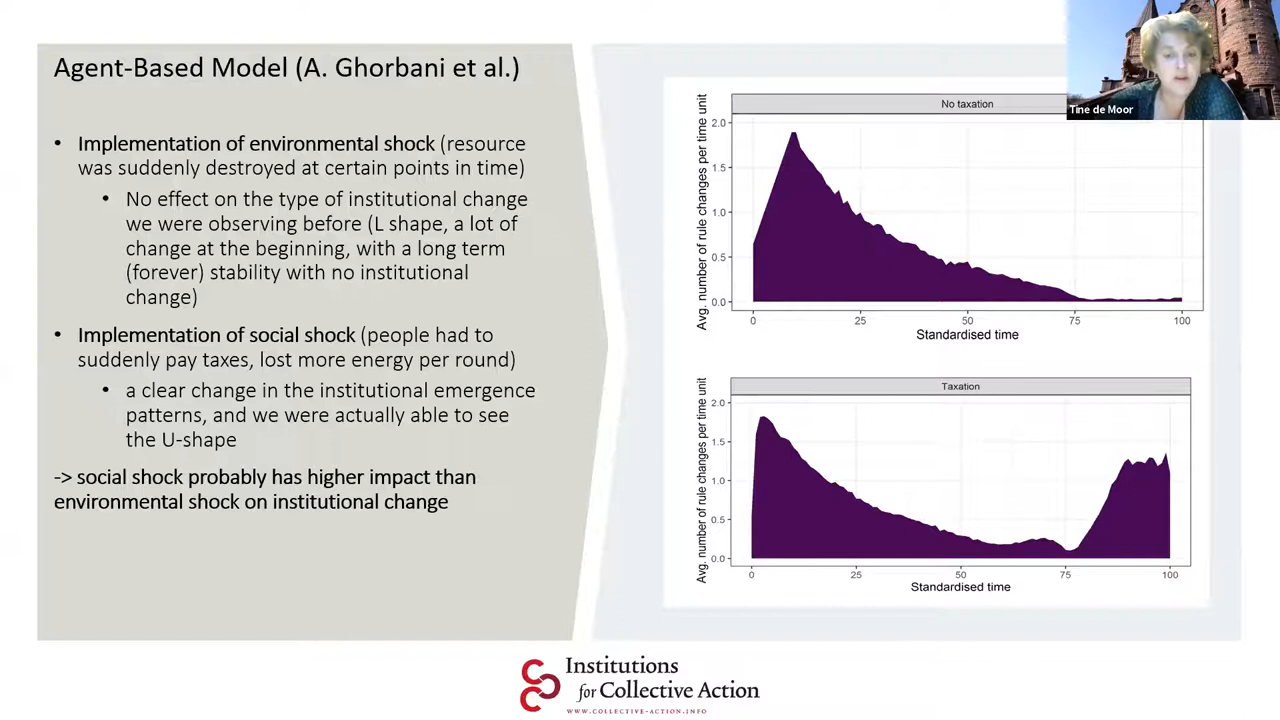 Agent-Based Model (A. Ghorbani et al.)
• Implementation of environmental shock (resource
was suddenly destroyed at certain points in time)
• No effect on the type of institutional change
we were observing before (L shape, a lot of
change at the beginning, with a long term
(forever) stability with no institutional
change)
• Implementation of social shock (people had to
suddenly pay taxes, lost more energy per round)
• a clear change in the institutional emergence
patterns, and we were actually able to see
the U-shape
-> social shock probably has higher impact than
environmental shock on institutional change
Tine de Moor
No taxation
Avg. number of rule changes per time unit
2.0
1.5
1.0
0.5
0.0
0 25 50 75 100
Standardised time
Taxation
Avg. number of rule changes per time unit
2.0
1.5
1.0
0.5
0.0
0 25 50 75 100
Standardised time
Institutions
for Collective Action
WWW.COLLECTIVE-ACTION.INFO